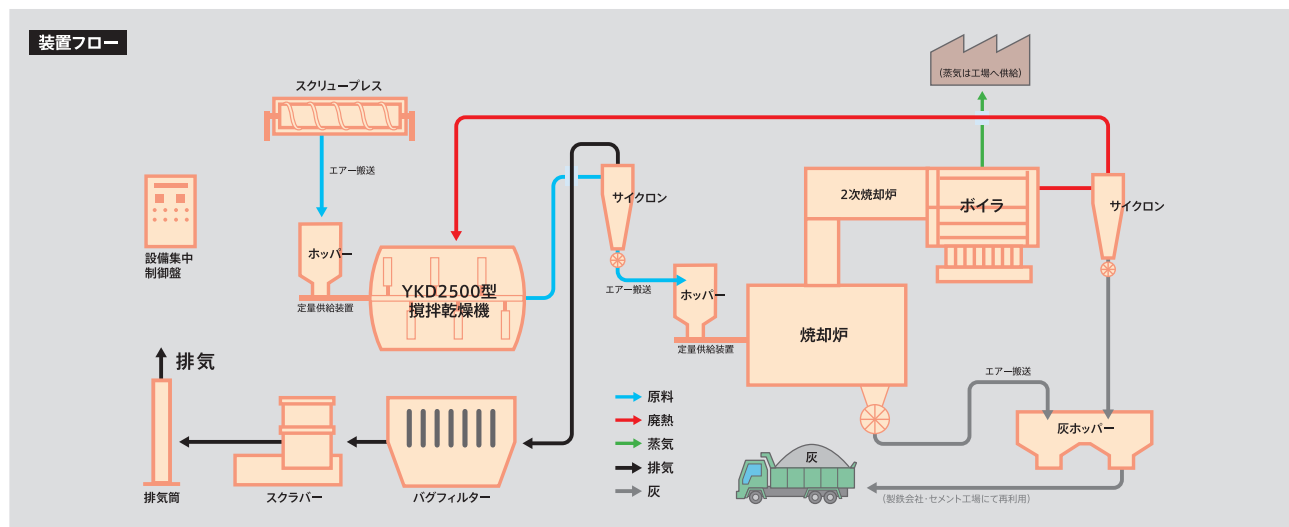 装置フロー
(蒸気は工場へ供給)
スクリュープレス
エアー搬送
設備集中
制御盤
ホッパー
定量供給装置
YKD2500型
撹拌乾燥機
サイクロン
エアー搬送
ホッパー
定量供給装置
2次焼却炉
ボイラ
サイクロン
焼却炉
排気
排気筒
スクラバー
バグフィルター
原料
廃熱
蒸気
排気
灰
エアー搬送
灰ホッパー
灰
(製鉄会社・セメント工場にて再利用)